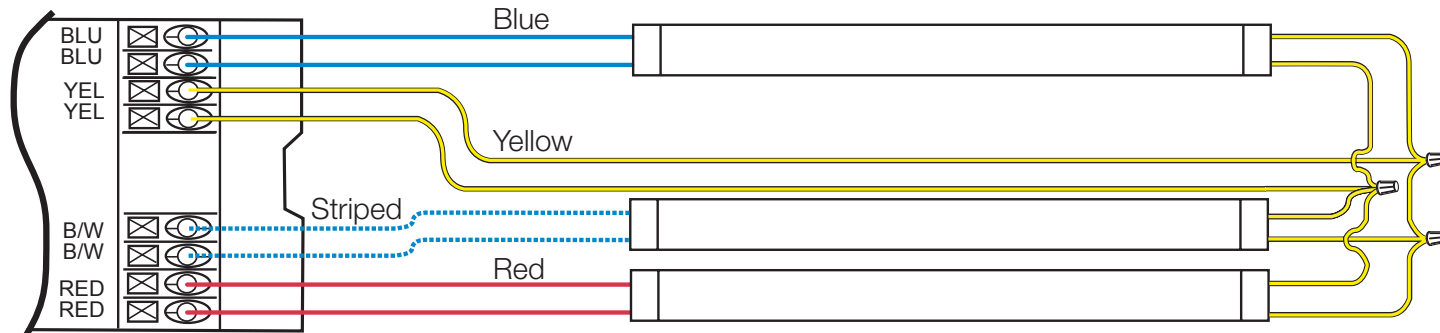 BLU
BLU
YEL
YEL
B/W
B/W
RED
RED
Blue
Yellow
Striped
Red